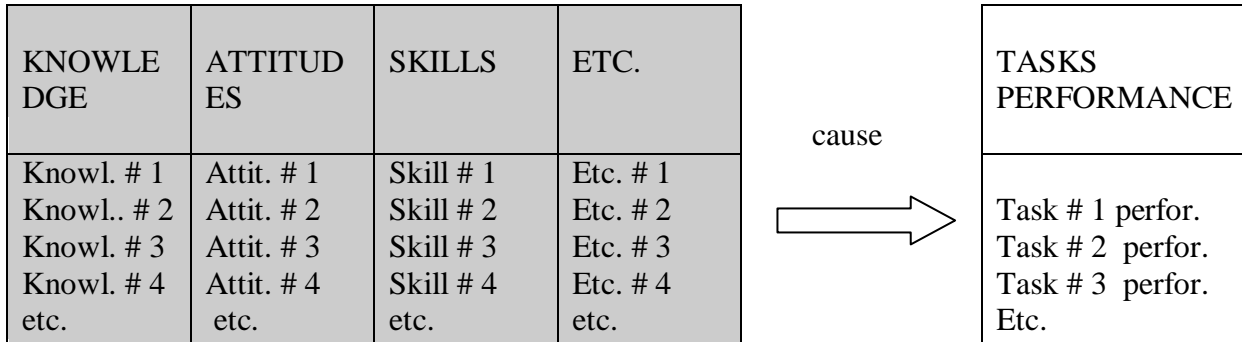 KNOWLE
DGE
ATTITUD
ES
SKILLS
ETC.
Knowl. # 1
Knowl.. # 2
Knowl. # 3
Knowl. # 4
etc.
Attit. # 1
Attit. # 2
Attit. # 3
Attit. # 4
etc.
Skill # 1
Skill # 2
Skill # 3
Skill # 4
etc.
Etc. # 1
Etc. # 2
Etc. # 3
Etc. # 4
etc.
cause
TASKS
PERFORMANCE
Task # 1 perfor.
Task # 2 perfor.
Task # 3 perfor.
Etc.